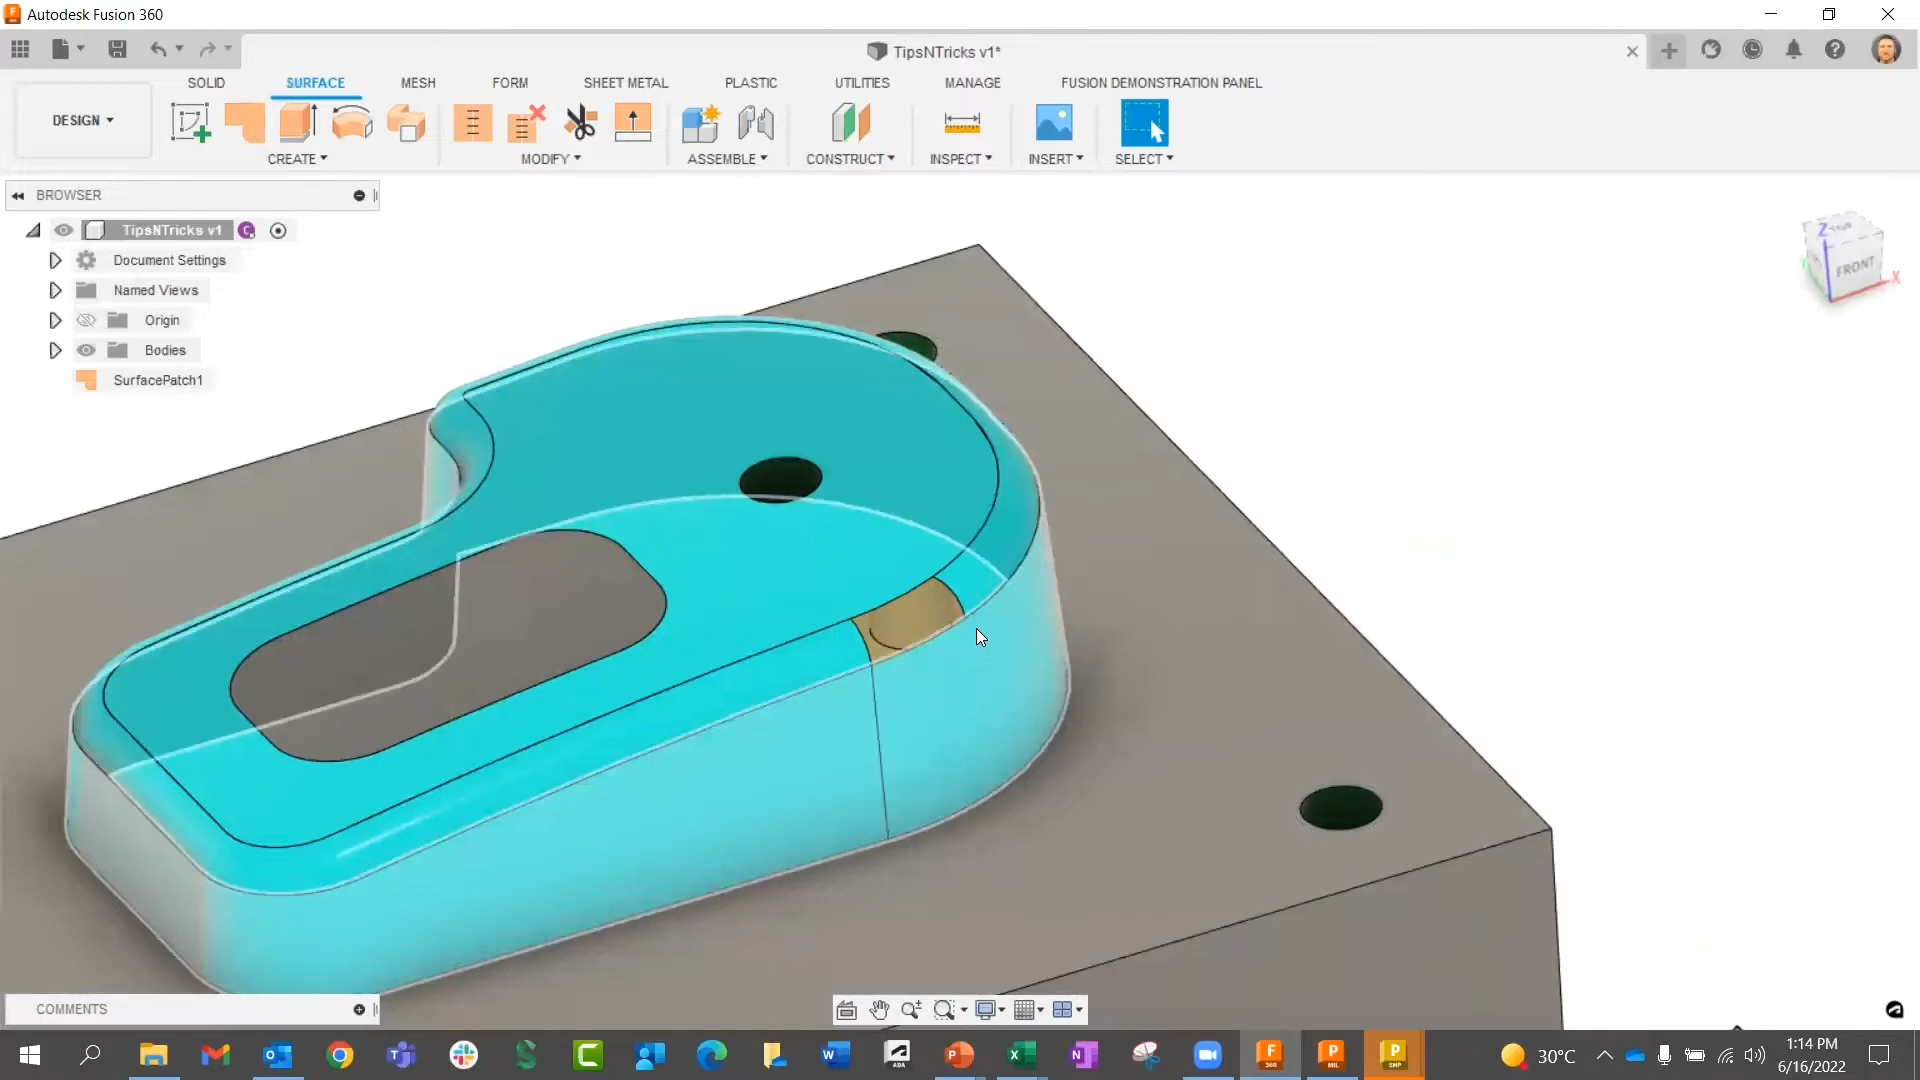 Autodesk Fusion 360
TipsNTricks v1*
SOLID
SURFACE
MESH
FORM
SHEET METAL
PLASTIC
UTILITIES
MANAGE
FUSION DEMONSTRATION PANEL
DESIGN
CREATE
MODIFY
ASSEMBLE
CONSTRUCT
INSPECT
INSERT
SELECT
BROWSER
TipsNTricks v1
Document Settings
Named Views
Origin
Bodies
SurfacePatch1
Z TOP
FRONT
X
COMMENTS
30°C
1:14 PM
6/16/2022